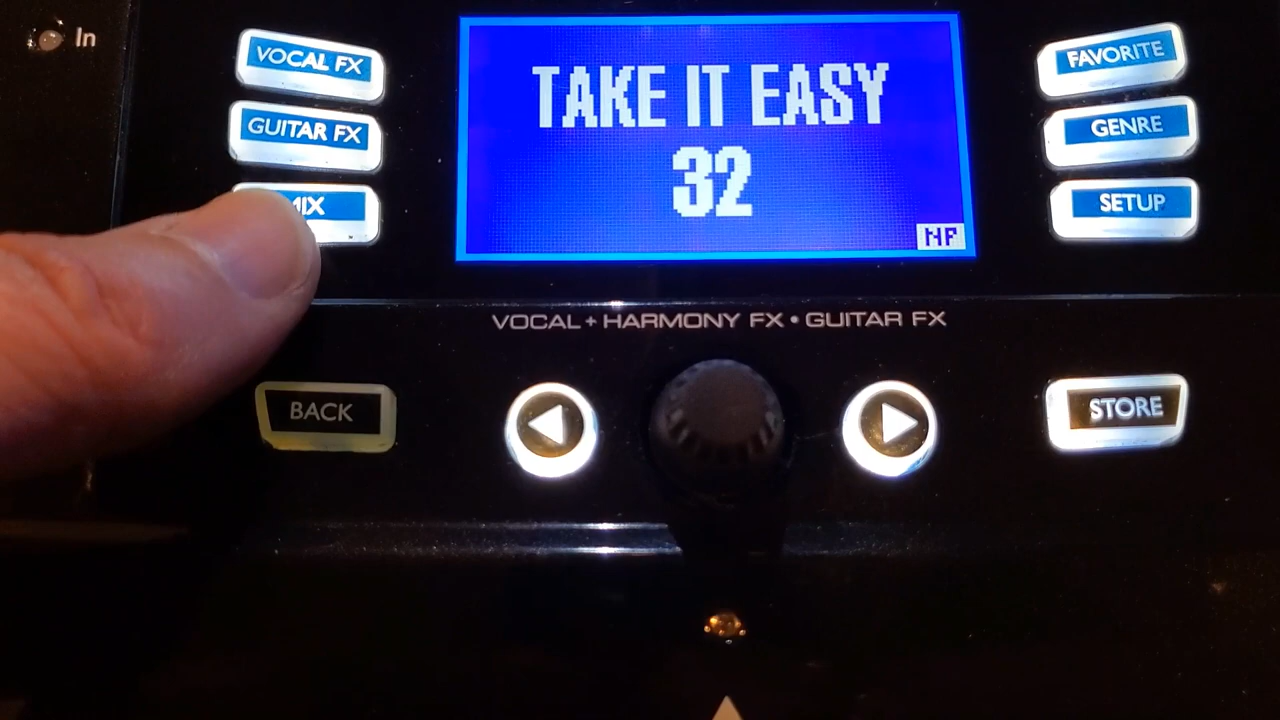 In
VOCAL FX
GUITAR FX
MIX
TAKE IT EASY
32
NP
FAVORITE
GENRE
SETUP
VOCAL + HARMONY FX • GUITAR FX
BACK
STORE